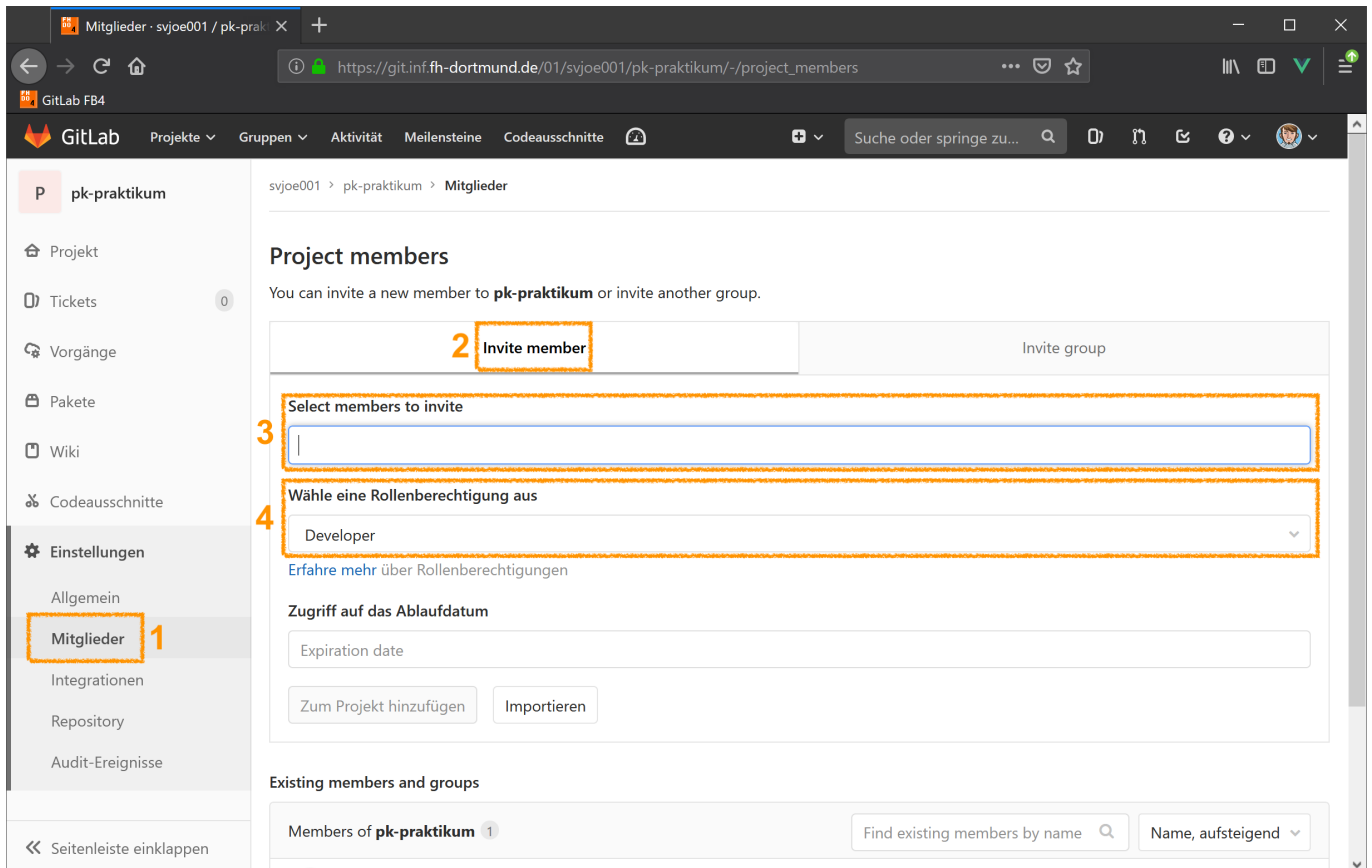 Mitglieder · svjoe001 / pk-prak
https://git.inf.fh-dortmund.de/01/svjoe001/pk-praktikum/-/project_members
GitLab FB4
GitLab Projekte Gruppen Aktivität Meilensteine Codeausschnitte Suche oder springe zu...
P pk-praktikum
Projekt
Tickets 0
Vorgänge
Pakete
Wiki
Codeausschnitte
Einstellungen
Allgemein
Mitglieder 1
Integrationen
Repository
Audit-Ereignisse
Seitenleiste einklappen
svjoe001 > pk-praktikum > Mitglieder
Project members
You can invite a new member to pk-praktikum or invite another group.
2 Invite member Invite group
Select members to invite
3
Wähle eine Rollenberechtigung aus
4
Developer
Erfahre mehr über Rollenberechtigungen
Zugriff auf das Ablaufdatum
Expiration date
Zum Projekt hinzufügen Importieren
Existing members and groups
Members of pk-praktikum 1 Find existing members by name Name, aufsteigend